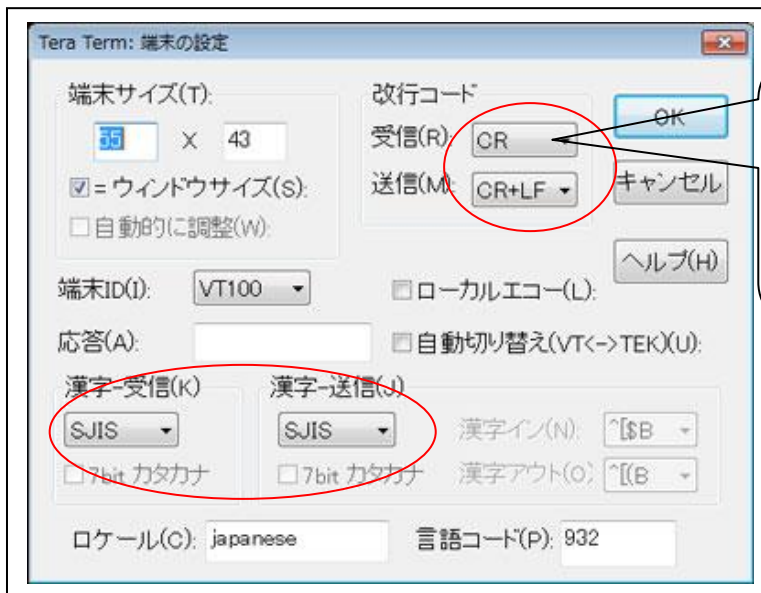 Tera Term: 端末の設定
端末サイズ(T):
55 X 43
☑=ウィンドウサイズ(S):
自動的に調整(W):
改行コード
受信(R): CR
送信(M): CR+LF
OK
キャンセル
ヘルプ(H)
端末ID(I): VT100
ローカルエコー(L):
応答(A):
自動切り替え(VT<->TEK)(U):
漢字-受信(K)
SJIS
7bit カタカナ
漢字-送信(J)
SJIS
7bit カタカナ
漢字イン(N): ^[$B
漢字アウト(O): ^[(B
ロケール(C): japanese
言語コード(P): 932